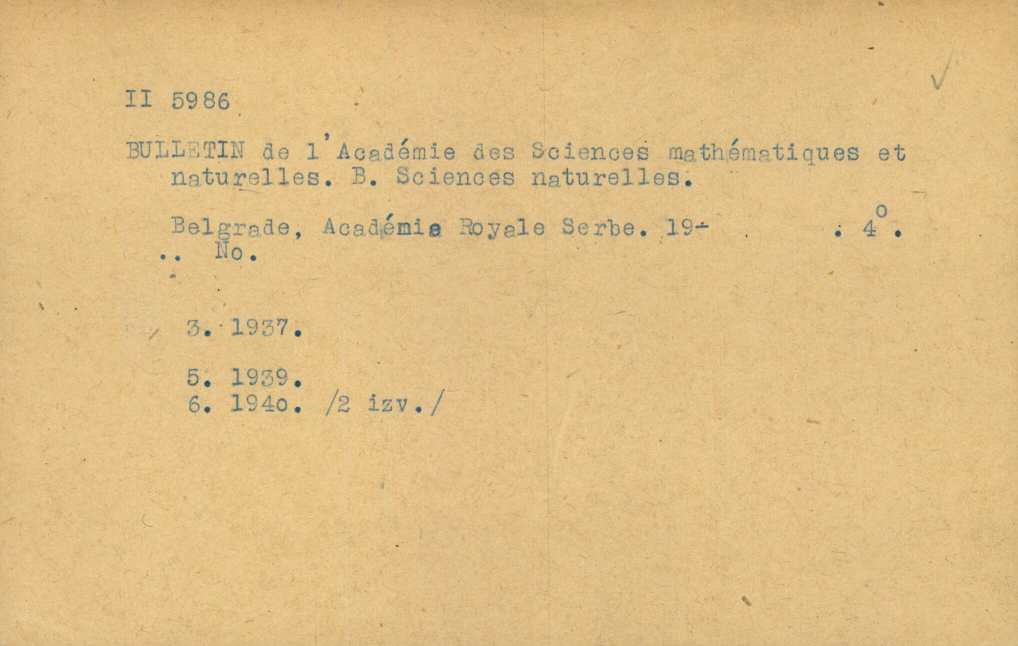 II 5986
BULLETIN de l'Académie des Sciences mathématiques et
naturelles. B. Sciences naturelles.
Belgrade, Académie Royale Serbe. 19- . 4°.
.. No.
3. 1937.
5. 1939.
6. 194o. /2 izv./